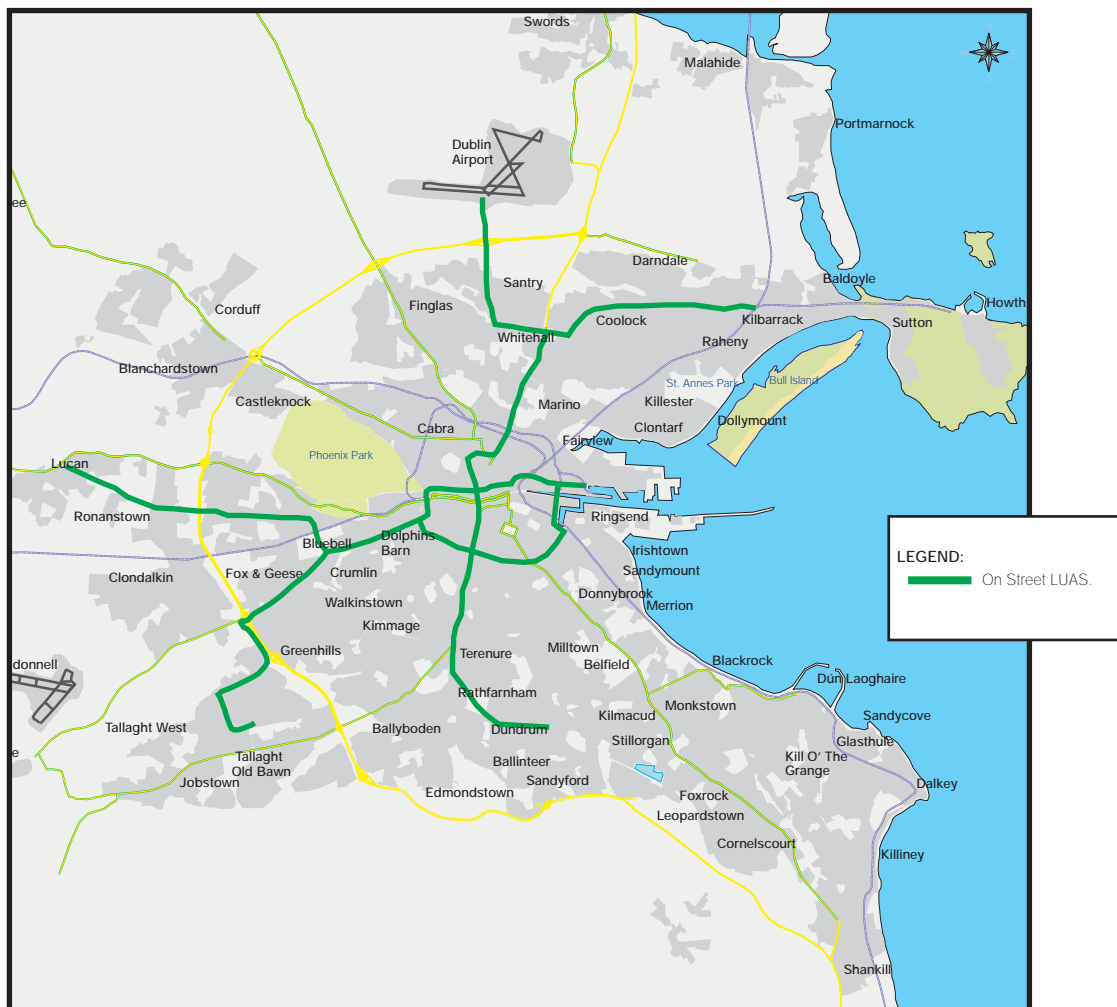 Swords
Malahide
N
W
E
S
Portmarnock
Dublin
Airport
ee
Darndale
Baldoyle
Santry
Howth
Corduff
Finglas
Coolock
Kilbarrack
Sutton
Whitehall
Raheny
Blanchardstown
St. Annes Park
Bull Island
Castleknock
Marino
Killester
Dollymount
Cabra
Clontarf
Fairview
Phoenix Park
Lucan
Ronanstown
Ringsend
Bluebell
Dolphins
Barn
Irishtown
LEGEND:
On Street LUAS.
Clondalkin
Fox & Geese
Crumlin
Sandymount
Walkinstown
Donnybrook
Merrion
Kimmage
Greenhills
Terenure
Milltown
Belfield
Blackrock
donnell
Dún Laoghaire
Rathfarnham
Monkstown
Kilmacud
Sandycove
Tallaght West
Ballyboden
Dundrum
Stillorgan
Glasthule
Tallaght
Old Bawn
Ballinteer
Kill O' The
Grange
e
Jobstown
Sandyford
Dalkey
Edmondstown
Foxrock
Leopardstown
Cornelscourt
Killiney
Shankill